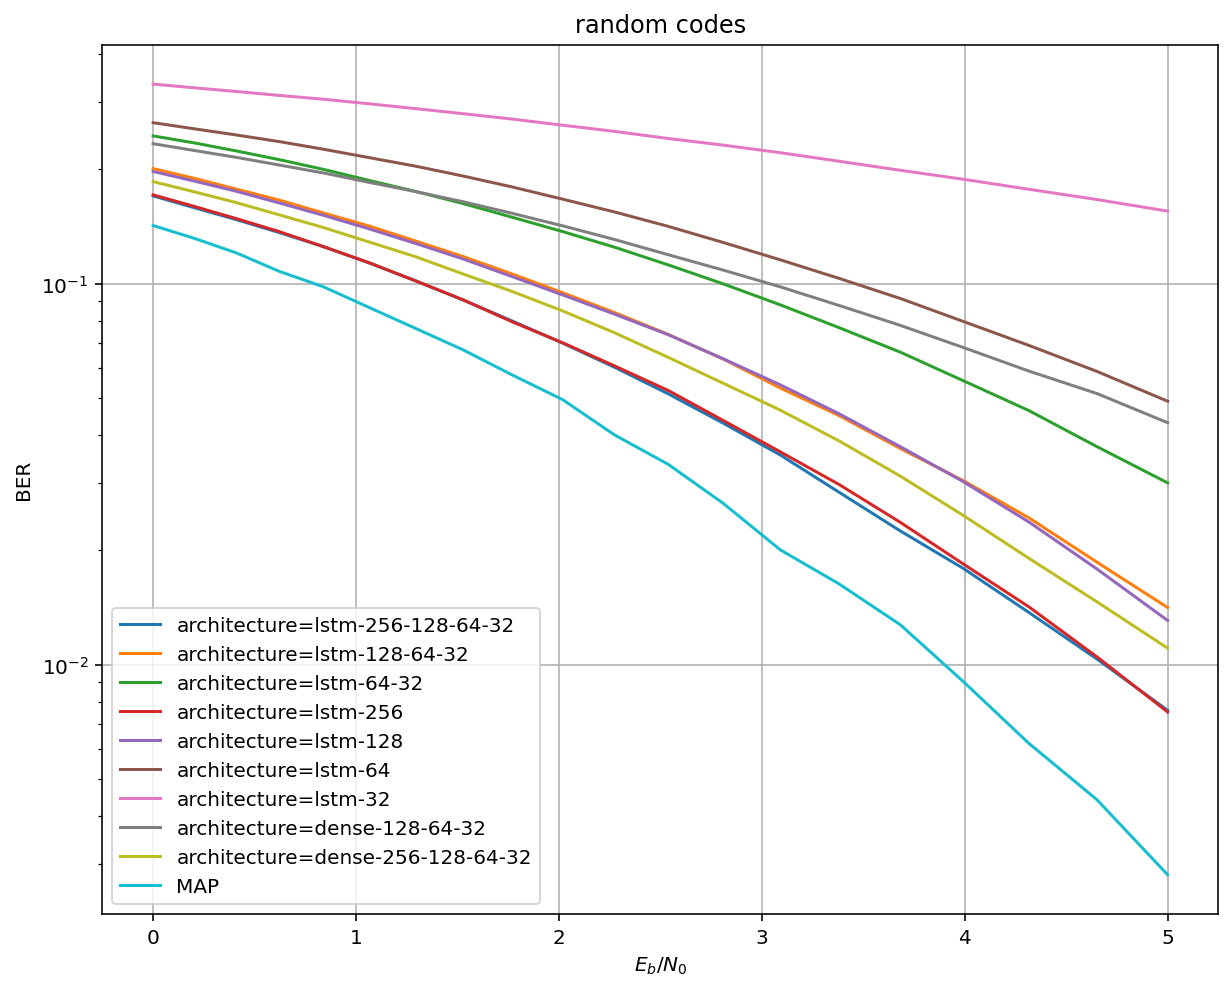 random codes
BER
10⁻¹
10⁻²
architecture=lstm-256-128-64-32
architecture=lstm-128-64-32
architecture=lstm-64-32
architecture=lstm-256
architecture=lstm-128
architecture=lstm-64
architecture=lstm-32
architecture=dense-128-64-32
architecture=dense-256-128-64-32
MAP
0 1 2 3 4 5
E_b/N_0